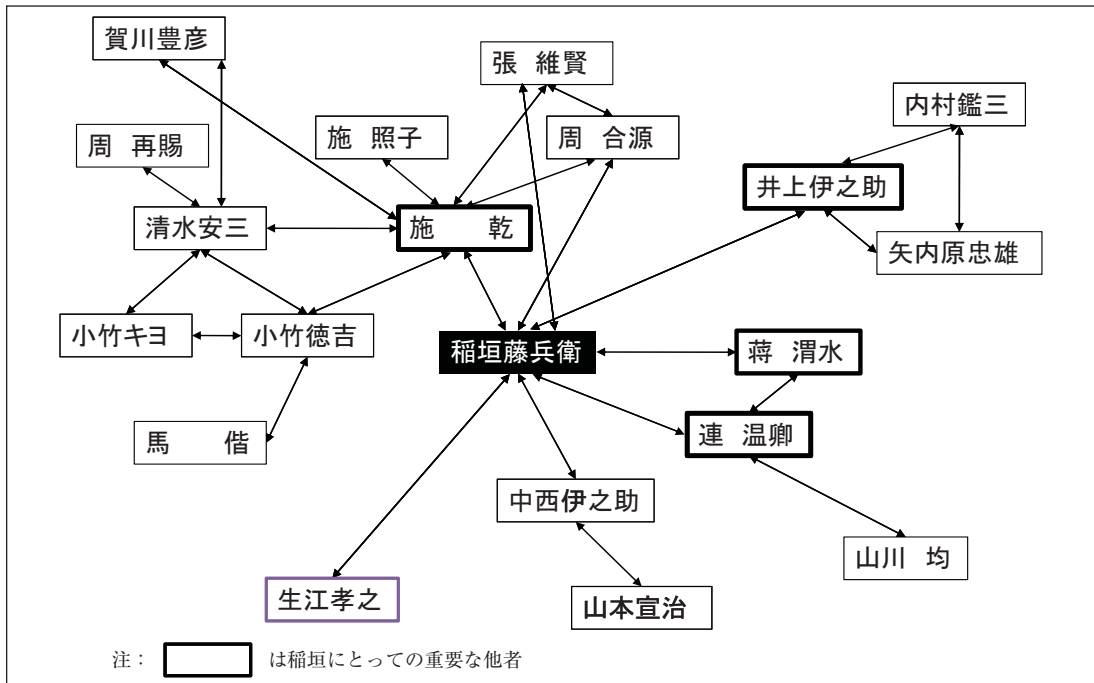 賀川豊彦
張 維賢
内村鑑三
周 再賜
施 照子
周 合源
井上伊之助
清水安三
施 乾
矢内原忠雄
小竹キヨ
小竹徳吉
稲垣藤兵衛
蒋 渭水
馬 偕
連 温卿
中西伊之助
山川 均
生江孝之
山本宣治
注： は稲垣にとっての重要な他者